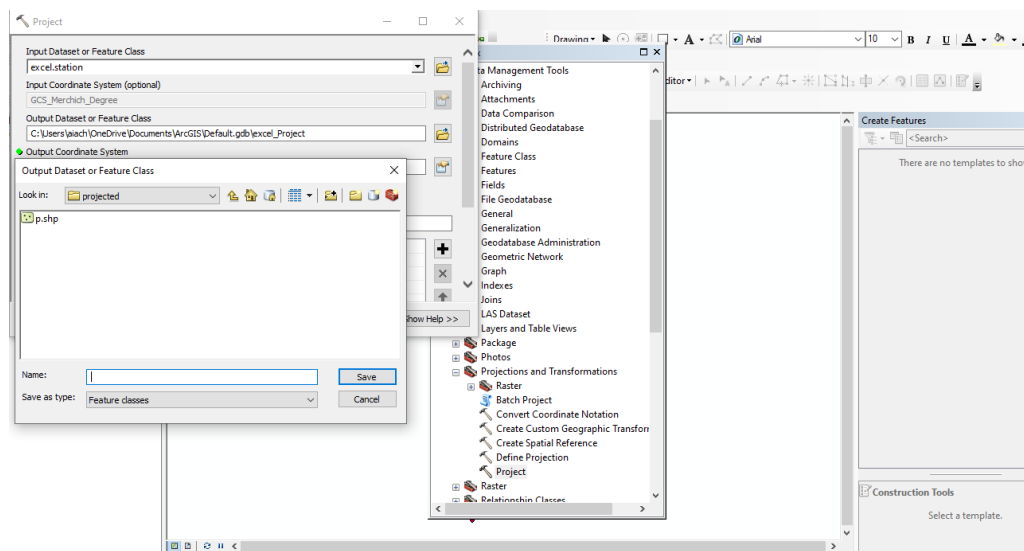 Project
Input Dataset or Feature Class
excel.station
Input Coordinate System (optional)
GCS_Merchich_Degree
Output Dataset or Feature Class
C:\Users\aiach\OneDrive\Documents\ArcGIS\Default.gdb\excel_Project
Output Coordinate System
Show Help >>
Output Dataset or Feature Class
Look in:
projected
p.shp
Name:
Save
Save as type:
Feature classes
Cancel
Drawing
A
Arial
10
B I U A
ta Management Tools
Archiving
Attachments
Data Comparison
Distributed Geodatabase
Domains
Feature Class
Features
Fields
File Geodatabase
General
Generalization
Geodatabase Administration
Geometric Network
Graph
Indexes
Joins
LAS Dataset
Layers and Table Views
Package
Photos
Projections and Transformations
Raster
Batch Project
Convert Coordinate Notation
Create Custom Geographic Transforr
Create Spatial Reference
Define Projection
Project
Raster
Relationship Classes
ditor
Create Features
<Search>
There are no templates to sho
Construction Tools
Select a template.